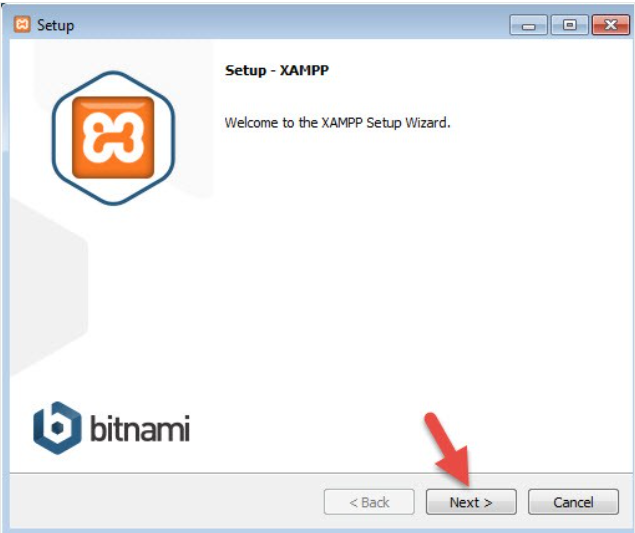 Setup
Setup - XAMPP
Welcome to the XAMPP Setup Wizard.
bitnami
< Back
Next >
Cancel